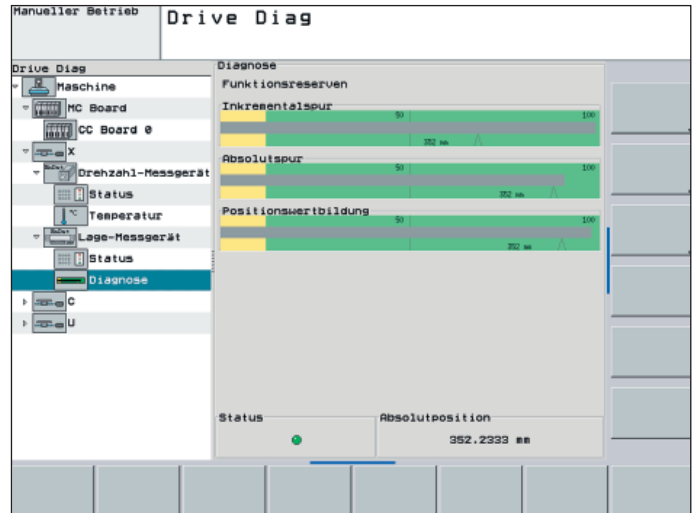 Manueller Betrieb
Drive Diag
Drive Diag
Maschine
MC Board
CC Board 0
X
Drehzahl-Messgerät
Status
Temperatur
Lage-Messgerät
Status
Diagnose
C
U
Diagnose
Funktionsreserven
Inkrementalspur
50 100
352 mm
Absolutspur
50 100
352 mm
Positionswertbildung
50 100
352 mm
Status
Absolutposition
352.2333 mm